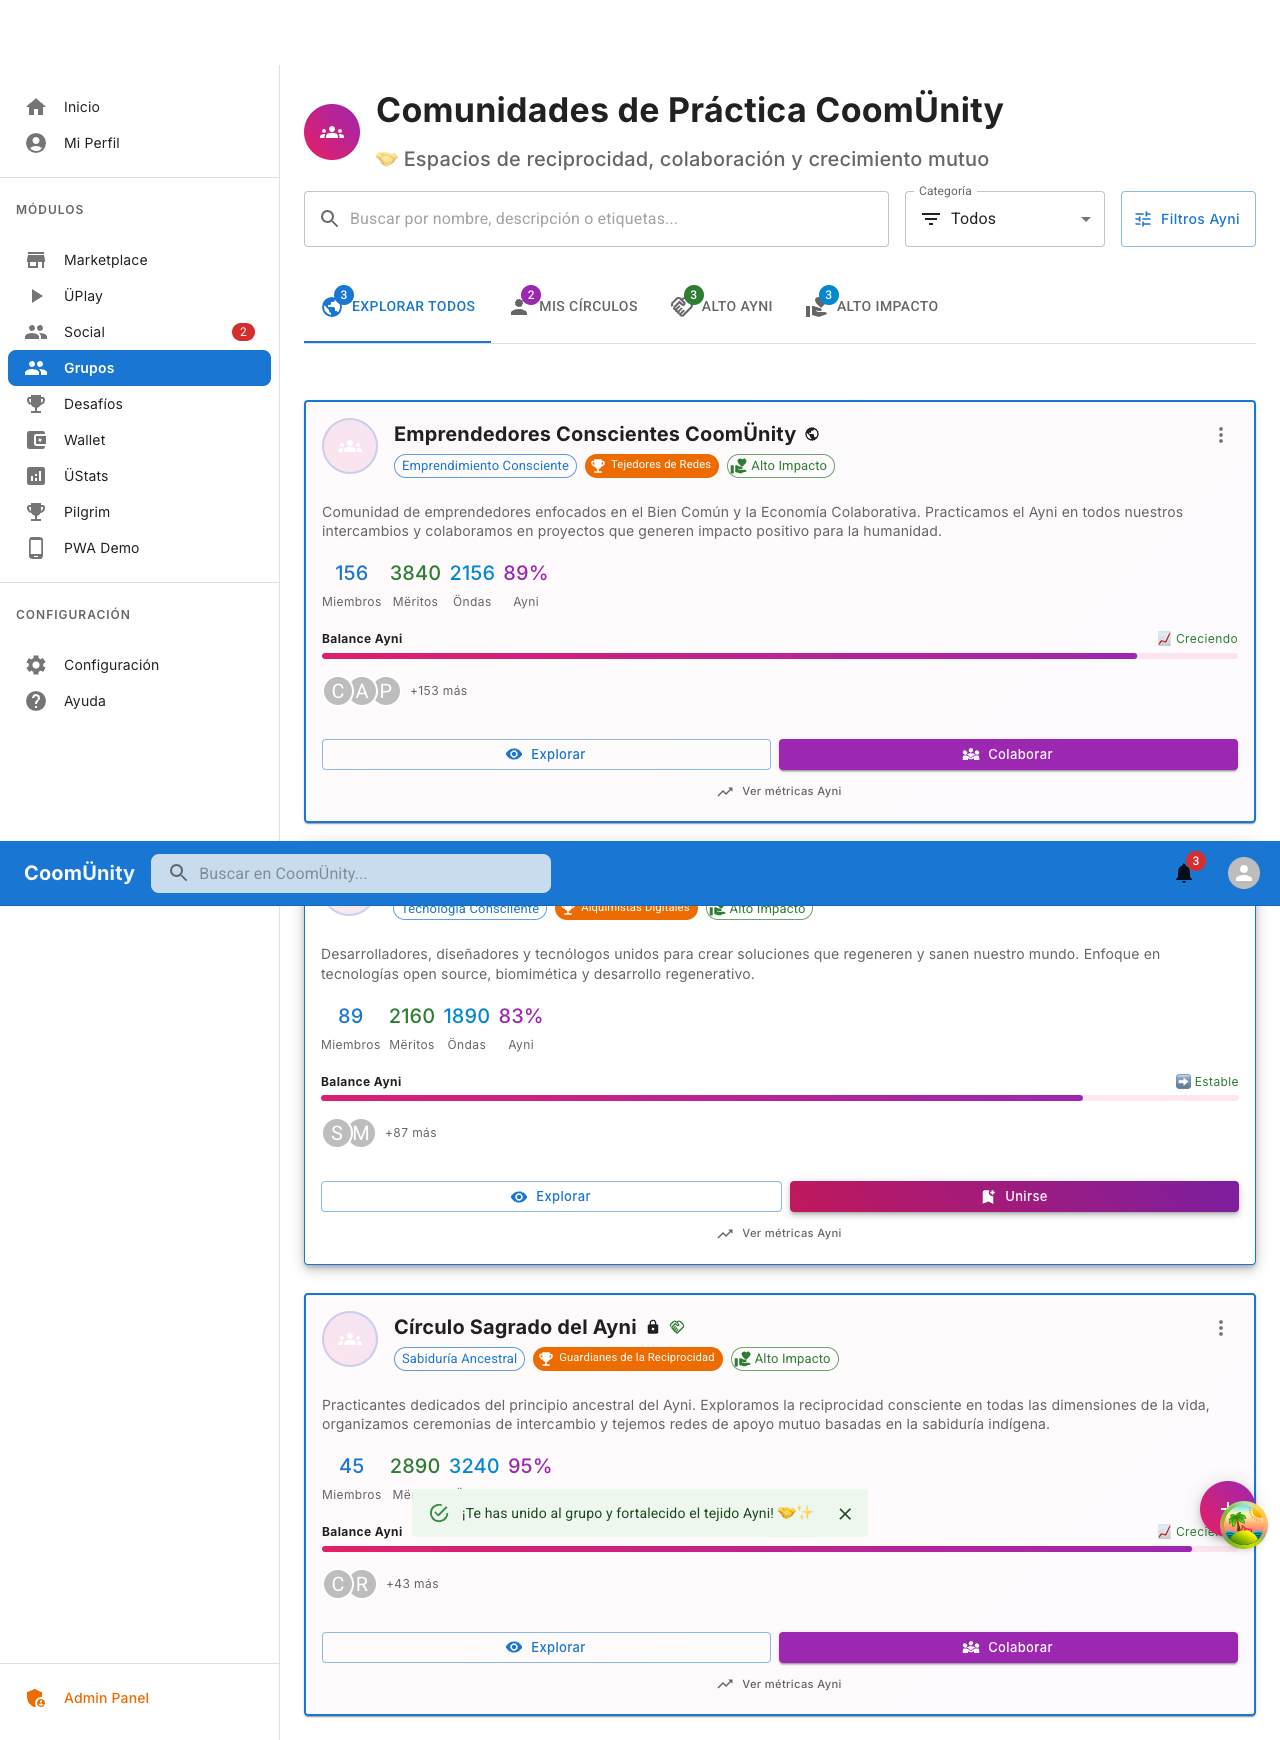 Inicio
Mi Perfil
MÓDULOS
Marketplace
ÜPlay
Social 2
Grupos
Desafíos
Wallet
ÜStats
Pilgrim
PWA Demo
CONFIGURACIÓN
Configuración
Ayuda
Comunidades de Práctica CoomÜnity
🤝 Espacios de reciprocidad, colaboración y crecimiento mutuo
Buscar por nombre, descripción o etiquetas...
Categoría
Todos
Filtros Ayni
3 EXPLORAR TODOS
2 MIS CÍRCULOS
3 ALTO AYNI
3 ALTO IMPACTO
Emprendedores Conscientes CoomÜnity
Emprendimiento Consciente
Tejedores de Redes
Alto Impacto
Comunidad de emprendedores enfocados en el Bien Común y la Economía Colaborativa. Practicamos el Ayni en todos nuestros
intercambios y colaboramos en proyectos que generen impacto positivo para la humanidad.
156 3840 2156 89%
Miembros Mëritos Öndas Ayni
Balance Ayni
📈 Creciendo
C A P +153 más
Explorar
Colaborar
Ver métricas Ayni
CoomÜnity
Buscar en CoomÜnity...
3
Tecnología Consciente
Alquimistas Digitales
Alto Impacto
Desarrolladores, diseñadores y tecnólogos unidos para crear soluciones que regeneren y sanen nuestro mundo. Enfoque en
tecnologías open source, biomimética y desarrollo regenerativo.
89 2160 1890 83%
Miembros Mëritos Öndas Ayni
Balance Ayni
➡️ Estable
S M +87 más
Explorar
Unirse
Ver métricas Ayni
Círculo Sagrado del Ayni
Sabiduría Ancestral
Guardianes de la Reciprocidad
Alto Impacto
Practicantes dedicados del principio ancestral del Ayni. Exploramos la reciprocidad consciente en todas las dimensiones de la vida,
organizamos ceremonias de intercambio y tejemos redes de apoyo mutuo basadas en la sabiduría indígena.
45 2890 3240 95%
Miembros
¡Te has unido al grupo y fortalecido el tejido Ayni! 🤝✨
Balance Ayni
📈
C R +43 más
Explorar
Colaborar
Ver métricas Ayni
Admin Panel